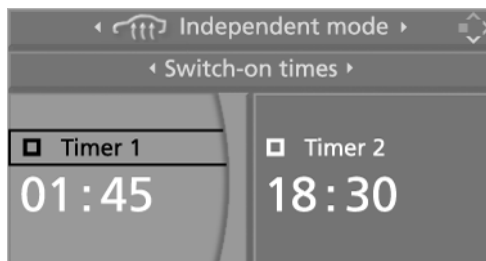 Independent mode
Switch-on times
Timer 1
01:45
Timer 2
18:30